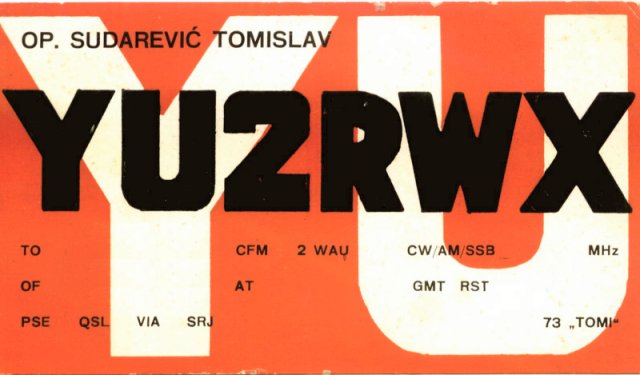 OP. SUDAREVIĆ TOMISLAV
YU
YU2RWX
TO CFM 2 WAY CW/AM/SSB MHz
OF AT GMT RST
PSE QSL VIA SRJ 73 „TOMI“